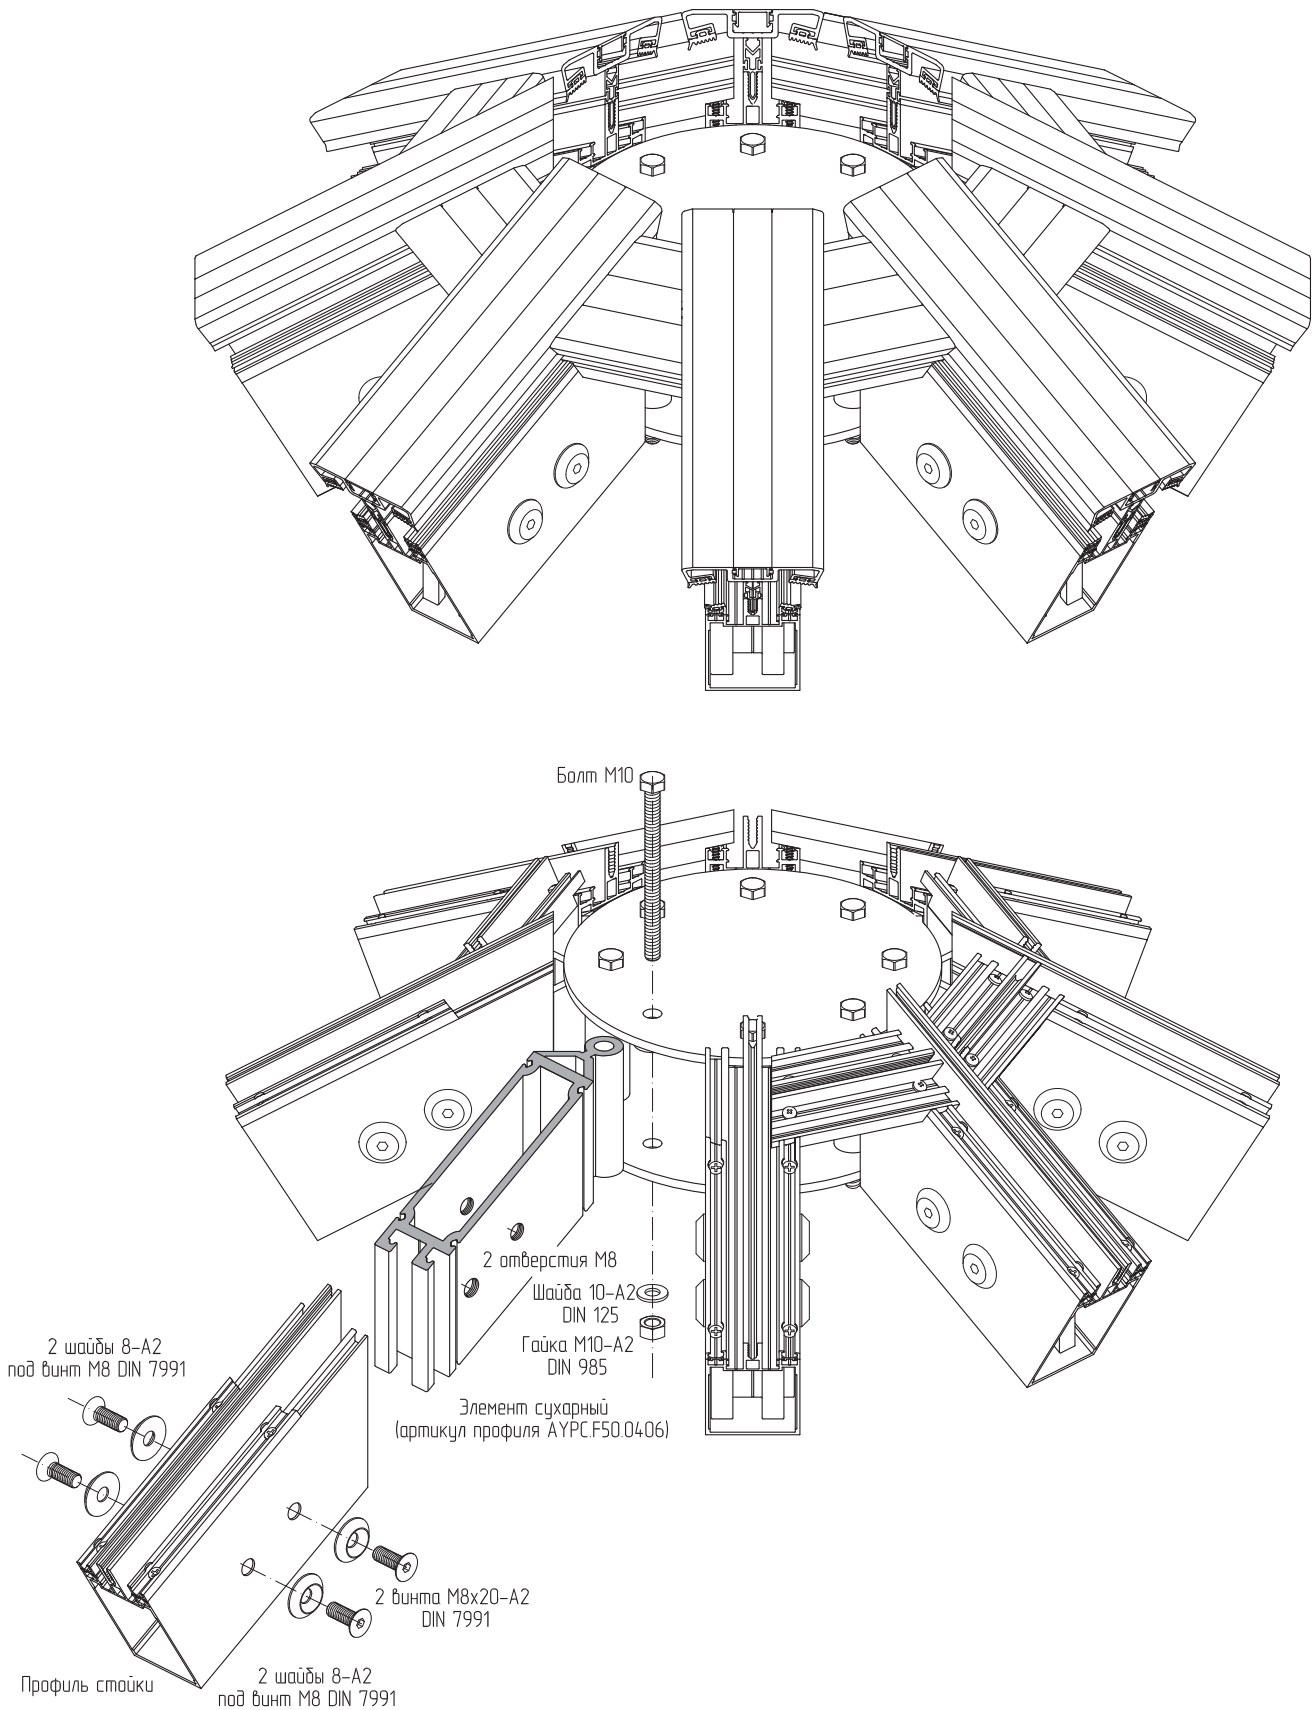 Болт М10
2 отверстия М8
Шайба 10-А2
DIN 125
Гайка М10-А2
DIN 985
Элемент сухарный
(артикул профиля AYPC.F50.0406)
2 шайбы 8-А2
под винт М8 DIN 7991
2 винта М8х20-А2
DIN 7991
2 шайбы 8-А2
под винт М8 DIN 7991
Профиль стойки